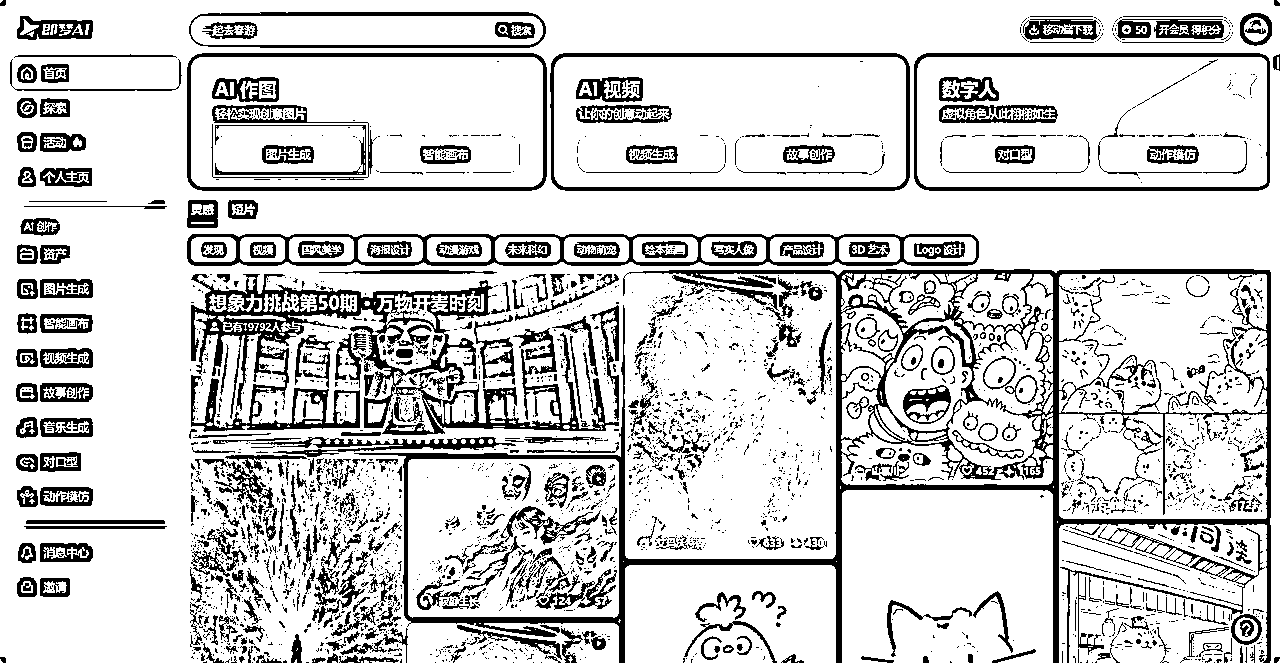 即梦AI
一起去春游
搜索
移动端下载
50
开会员 得积分
首页
探索
活动
个人主页
AI 创作
资产
图片生成
智能画布
视频生成
故事创作
音乐生成
对口型
动作模仿
消息中心
邀请
AI 作图
轻松实现创意图片
图片生成
智能画布
AI 视频
让你的创意动起来
视频生成
故事创作
数字人
虚拟角色从此栩栩如生
对口型
动作模仿
灵感 短片
发现 视频 国风美学 海报设计 动漫游戏 未来科幻 动物萌宠 绘本插画 写实人像 产品设计 3D 艺术 Logo 设计
想象力挑战第50期 · 万物开麦时刻
已有19792人参与
433 430
452 1165
124